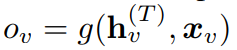 o_v = g(h_v^{(T)}, x_v)